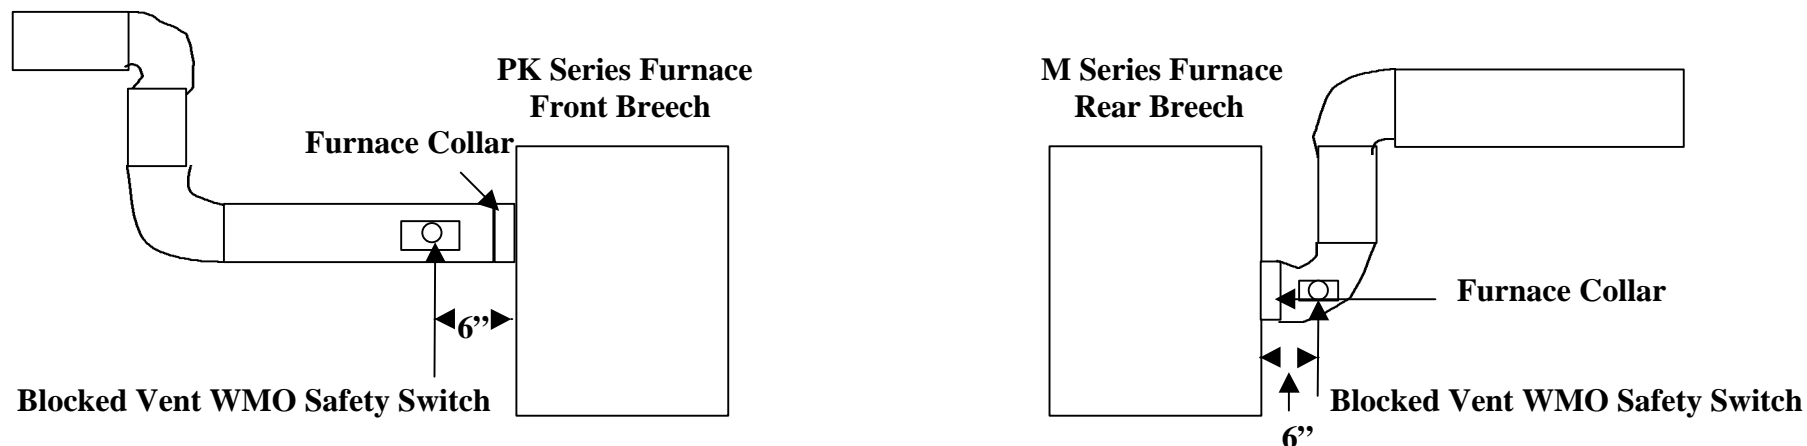 PK Series Furnace
Front Breech
Furnace Collar
6”
Blocked Vent WMO Safety Switch
M Series Furnace
Rear Breech
Furnace Collar
Blocked Vent WMO Safety Switch
6”